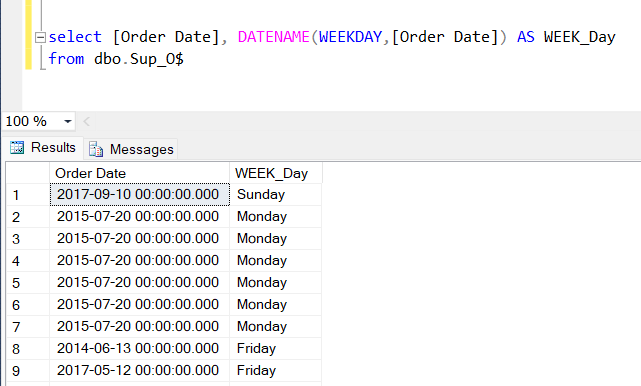 select [Order Date], DATENAME(WEEKDAY,[Order Date]) AS WEEK_Day
from dbo.Sup_O$
100 %
Results Messages
Order Date WEEK_Day
1 2017-09-10 00:00:00.000 Sunday
2 2015-07-20 00:00:00.000 Monday
3 2015-07-20 00:00:00.000 Monday
4 2015-07-20 00:00:00.000 Monday
5 2015-07-20 00:00:00.000 Monday
6 2015-07-20 00:00:00.000 Monday
7 2015-07-20 00:00:00.000 Monday
8 2014-06-13 00:00:00.000 Friday
9 2017-05-12 00:00:00.000 Friday